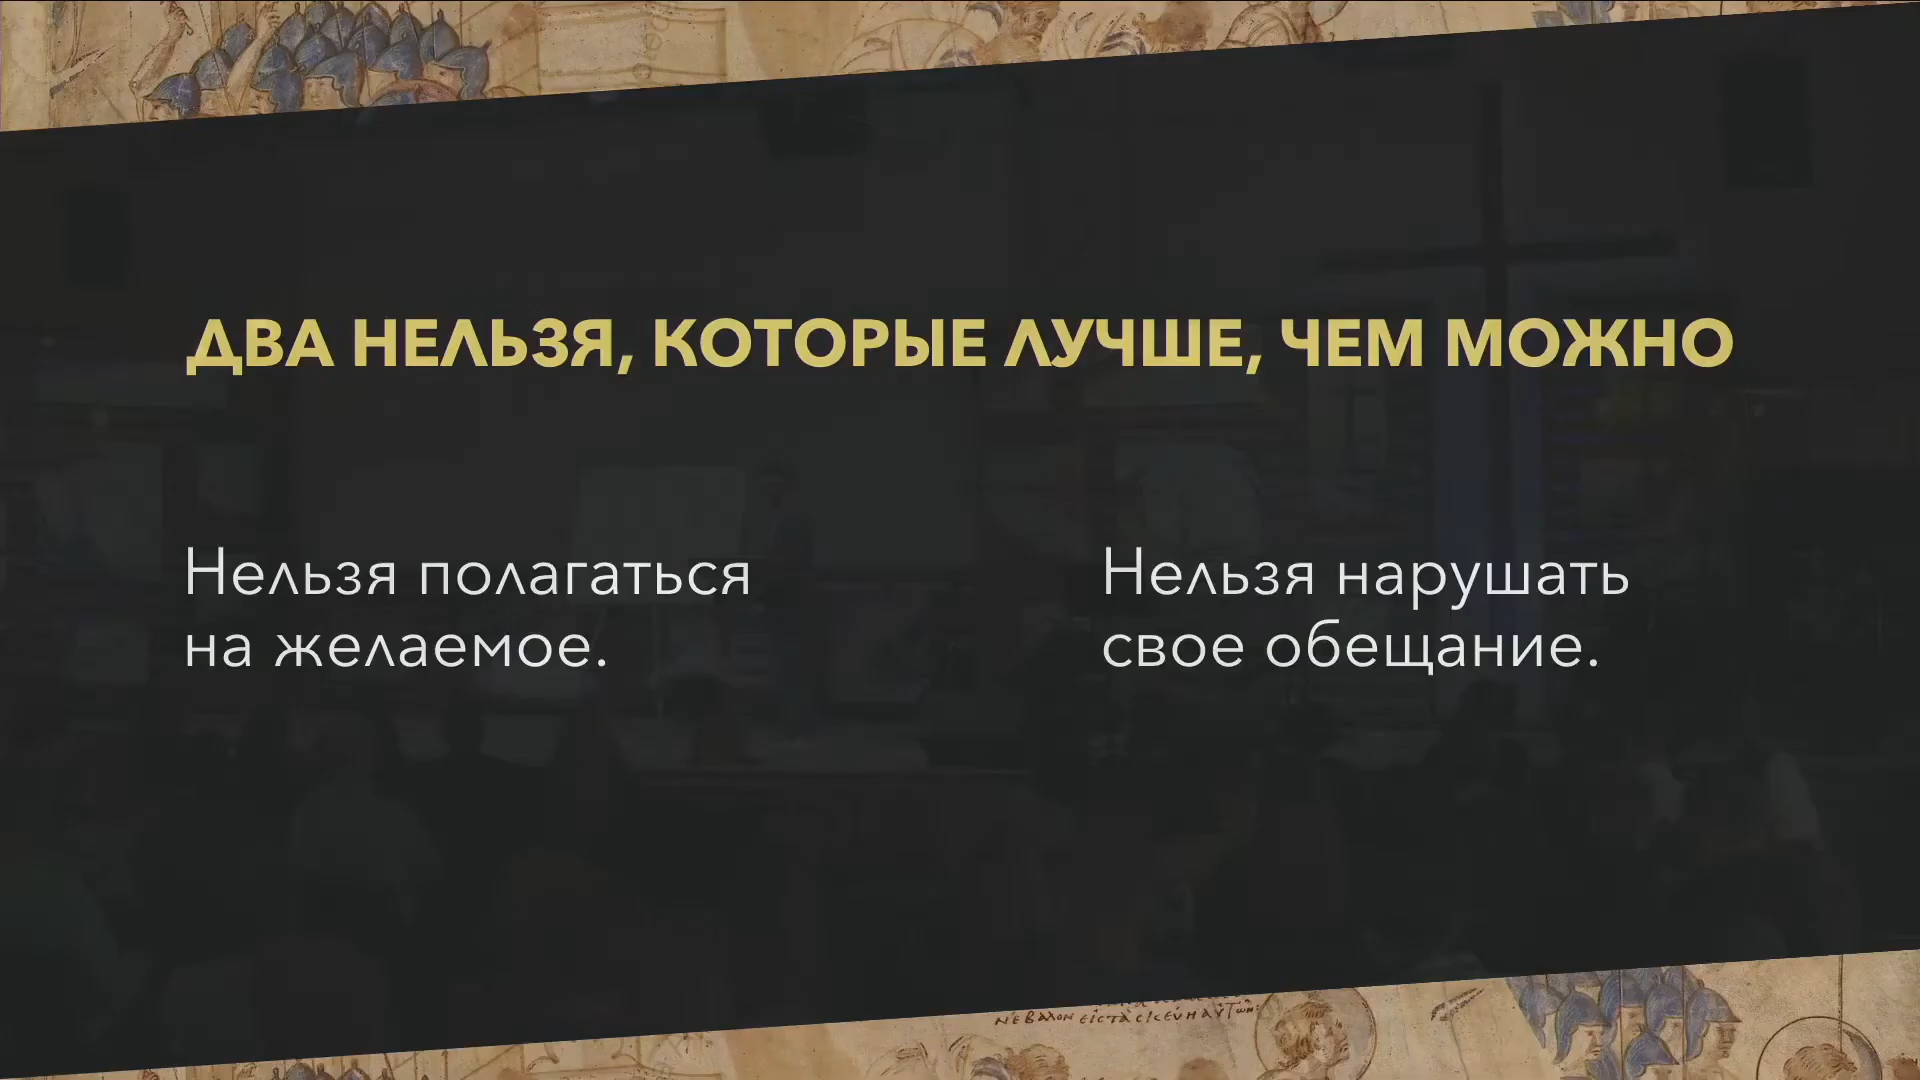 ДВА НЕЛЬЗЯ, КОТОРЫЕ ЛУЧШЕ, ЧЕМ МОЖНО
Нельзя полагаться
на желаемое.
Нельзя нарушать
свое обещание.